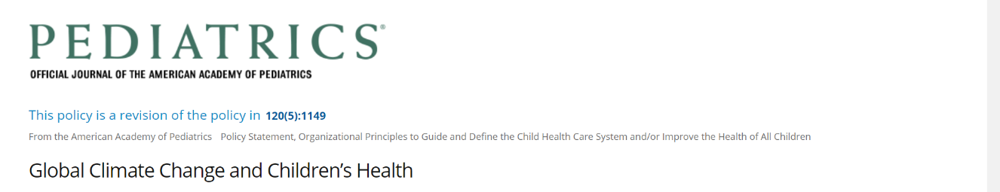 PEDIATRICS®
OFFICIAL JOURNAL OF THE AMERICAN ACADEMY OF PEDIATRICS
This policy is a revision of the policy in 120(5):1149
From the American Academy of Pediatrics Policy Statement, Organizational Principles to Guide and Define the Child Health Care System and/or Improve the Health of All Children
Global Climate Change and Children’s Health